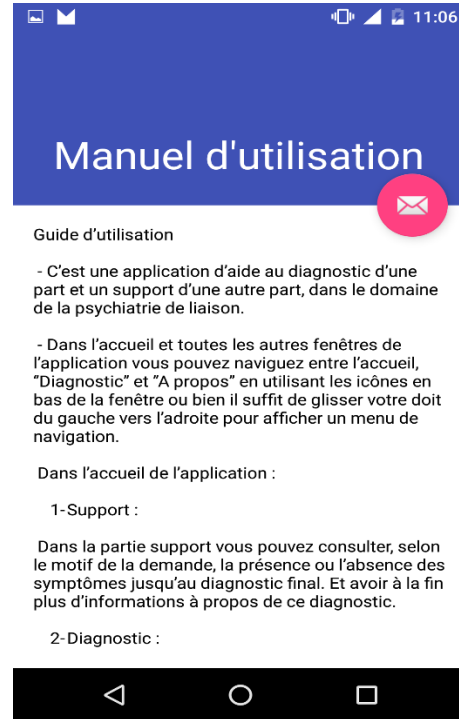 11:06
Manuel d'utilisation
Guide d’utilisation
- C’est une application d’aide au diagnostic d’une
part et un support d’une autre part, dans le domaine
de la psychiatrie de liaison.
- Dans l’accueil et toutes les autres fenêtres de
l’application vous pouvez naviguez entre l’accueil,
”Diagnostic” et ”A propos” en utilisant les icônes en
bas de la fenêtre ou bien il suffit de glisser votre doit
du gauche vers l’adroite pour afficher un menu de
navigation.
Dans l’accueil de l’application :
1-Support :
Dans la partie support vous pouvez consulter, selon
le motif de la demande, la présence ou l’absence des
symptômes jusqu’au diagnostic final. Et avoir à la fin
plus d’informations à propos de ce diagnostic.
2-Diagnostic :